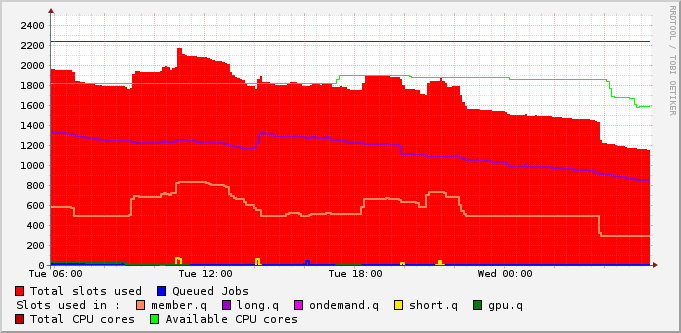 2400
2200
2000
1800
1600
1400
1200
1000
800
600
400
200
0
Tue 06:00 Tue 12:00 Tue 18:00 Wed 00:00
Total slots used Queued Jobs
Slots used in : member.q long.q ondemand.q short.q gpu.q
Total CPU cores Available CPU cores
RRDTOOL / TOBI OETIKER